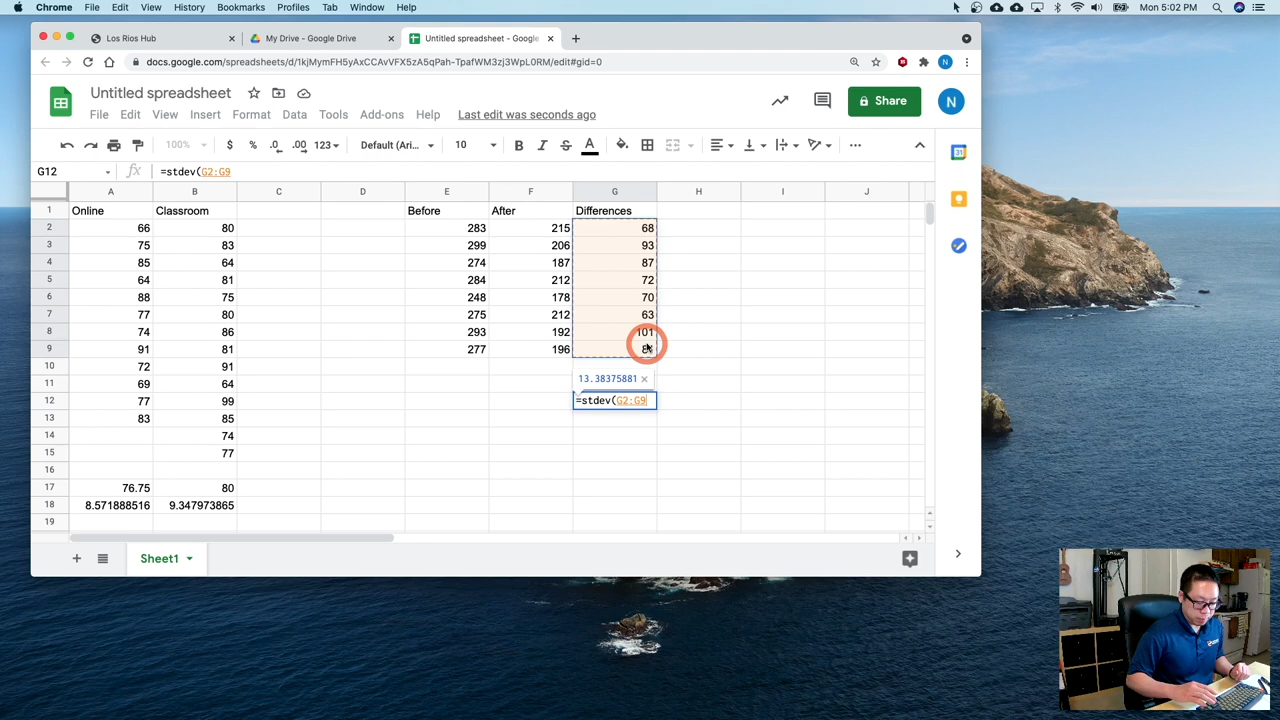 Chrome File Edit View History Bookmarks Profiles Tab Window Help Mon 5:02 PM
Los Rios Hub My Drive - Google Drive Untitled spreadsheet - Google
docs.google.com/spreadsheets/d/1kjMymFH5yAxCCAvVFX5zA5qPah-TpafWM3zj3WpL0RM/edit#gid=0 N
Untitled spreadsheet
File Edit View Insert Format Data Tools Add-ons Help Last edit was seconds ago Share N
100% $ % .0 .00 123 Default (Ari... 10 B I S A
31
G12 fx =stdev(G2:G9
A B C D E F G H I J
1 Online Classroom Before After Differences
2 66 80 283 215 68
3 75 83 299 206 93
4 85 64 274 187 87
5 64 81 284 212 72
6 88 75 248 178 70
7 77 80 275 212 63
8 74 86 293 192 101
9 91 81 277 196
10 72 91
11 69 64
13.38375881
12 77 99 =stdev(G2:G9
13 83 85
14 74
15 77
16
17 76.75 80
18 8.571888516 9.347973865
19
Sheet1